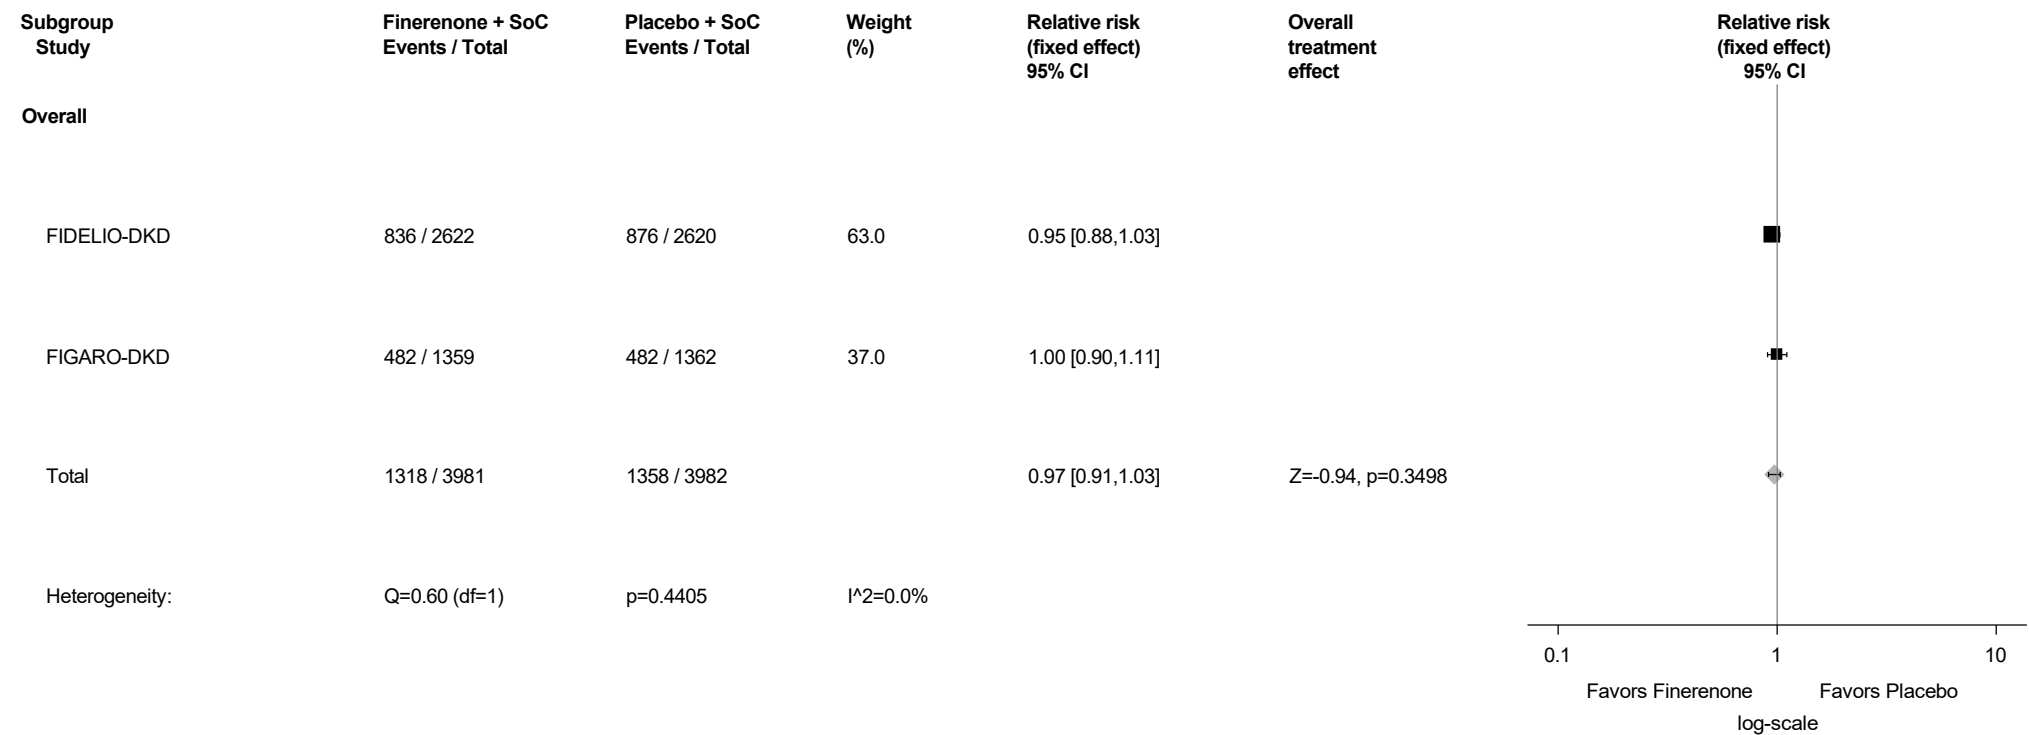 Subgroup Finerenone + SoC Placebo + SoC Weight Relative risk Overall Relative risk
Study Events / Total Events / Total (%) (fixed effect) treatment (fixed effect)
95% CI effect 95% CI
Overall
FIDELIO-DKD 836 / 2622 876 / 2620 63.0 0.95 [0.88,1.03]
FIGARO-DKD 482 / 1359 482 / 1362 37.0 1.00 [0.90,1.11]
Total 1318 / 3981 1358 / 3982 0.97 [0.91,1.03] Z=-0.94, p=0.3498
Heterogeneity: Q=0.60 (df=1) p=0.4405 I^2=0.0%
0.1 1 10
Favors Finerenone Favors Placebo
log-scale